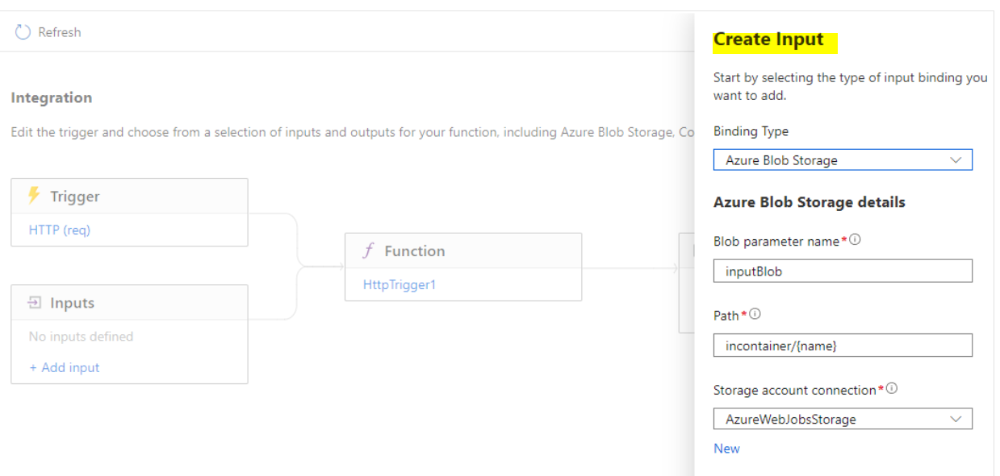 Refresh
Integration
Edit the trigger and choose from a selection of inputs and outputs for your function, including Azure Blob Storage, Co
Trigger
HTTP (req)
Inputs
No inputs defined
+ Add input
f Function
HttpTrigger1
Create Input
Start by selecting the type of input binding you
want to add.
Binding Type
Azure Blob Storage
Azure Blob Storage details
Blob parameter name*
inputBlob
Path*
incontainer/{name}
Storage account connection*
AzureWebJobsStorage
New